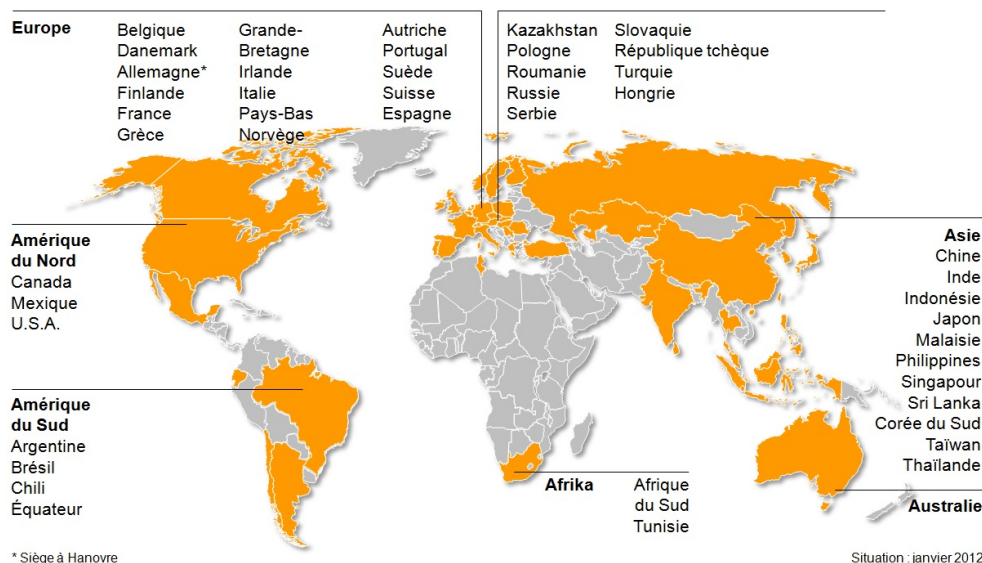 Europe
Belgique
Danemark
Allemagne*
Finlande
France
Grèce
Grande-
Bretagne
Irlande
Italie
Pays-Bas
Norvège
Autriche
Portugal
Suède
Suisse
Espagne
Kazakhstan
Pologne
Roumanie
Russie
Serbie
Slovaquie
République tchèque
Turquie
Hongrie
Amérique
du Nord
Canada
Mexique
U.S.A.
Asie
Chine
Inde
Indonésie
Japon
Malaisie
Philippines
Singapour
Sri Lanka
Corée du Sud
Taïwan
Thaïlande
Amérique
du Sud
Argentine
Brésil
Chili
Équateur
Afrika
Afrique
du Sud
Tunisie
Australie
* Siège à Hanovre
Situation : janvier 2012